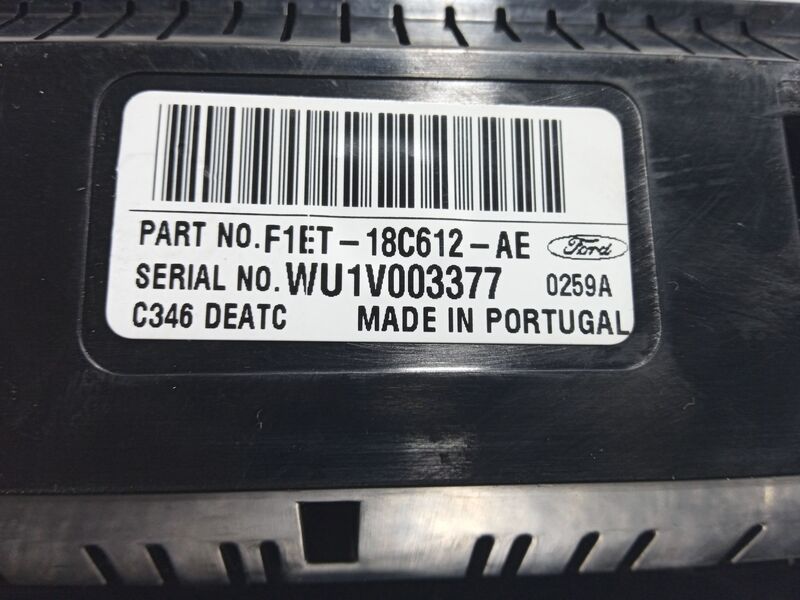 PART NO. F1ET-18C612-AE Ford
SERIAL NO. WU1V003377 0259A
C346 DEATC MADE IN PORTUGAL